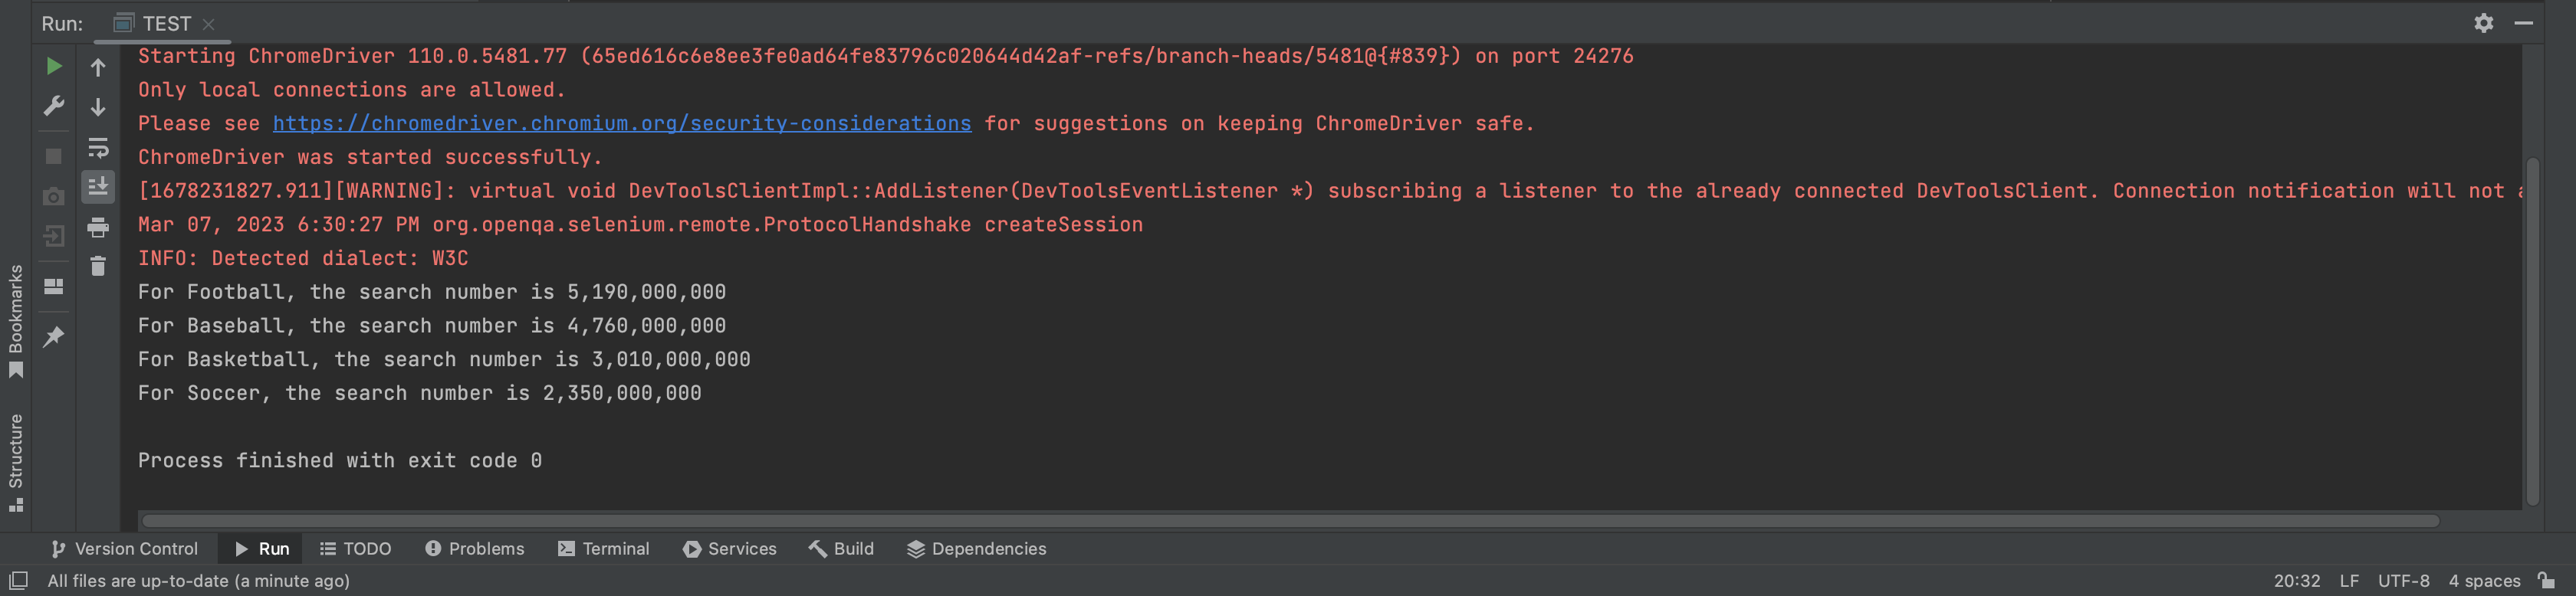 Run: TEST
Starting ChromeDriver 110.0.5481.77 (65ed616c6e8ee3fe0ad64fe83796c020644d42af-refs/branch-heads/5481@{#839}) on port 24276
Only local connections are allowed.
Please see https://chromedriver.chromium.org/security-considerations for suggestions on keeping ChromeDriver safe.
ChromeDriver was started successfully.
[1678231827.911][WARNING]: virtual void DevToolsClientImpl::AddListener(DevToolsEventListener *) subscribing a listener to the already connected DevToolsClient. Connection notification will not
Mar 07, 2023 6:30:27 PM org.openqa.selenium.remote.ProtocolHandshake createSession
INFO: Detected dialect: W3C
For Football, the search number is 5,190,000,000
For Baseball, the search number is 4,760,000,000
For Basketball, the search number is 3,010,000,000
For Soccer, the search number is 2,350,000,000
Process finished with exit code 0
Bookmarks
Structure
Version Control Run TODO Problems Terminal Services Build Dependencies
All files are up-to-date (a minute ago) 20:32 LF UTF-8 4 spaces